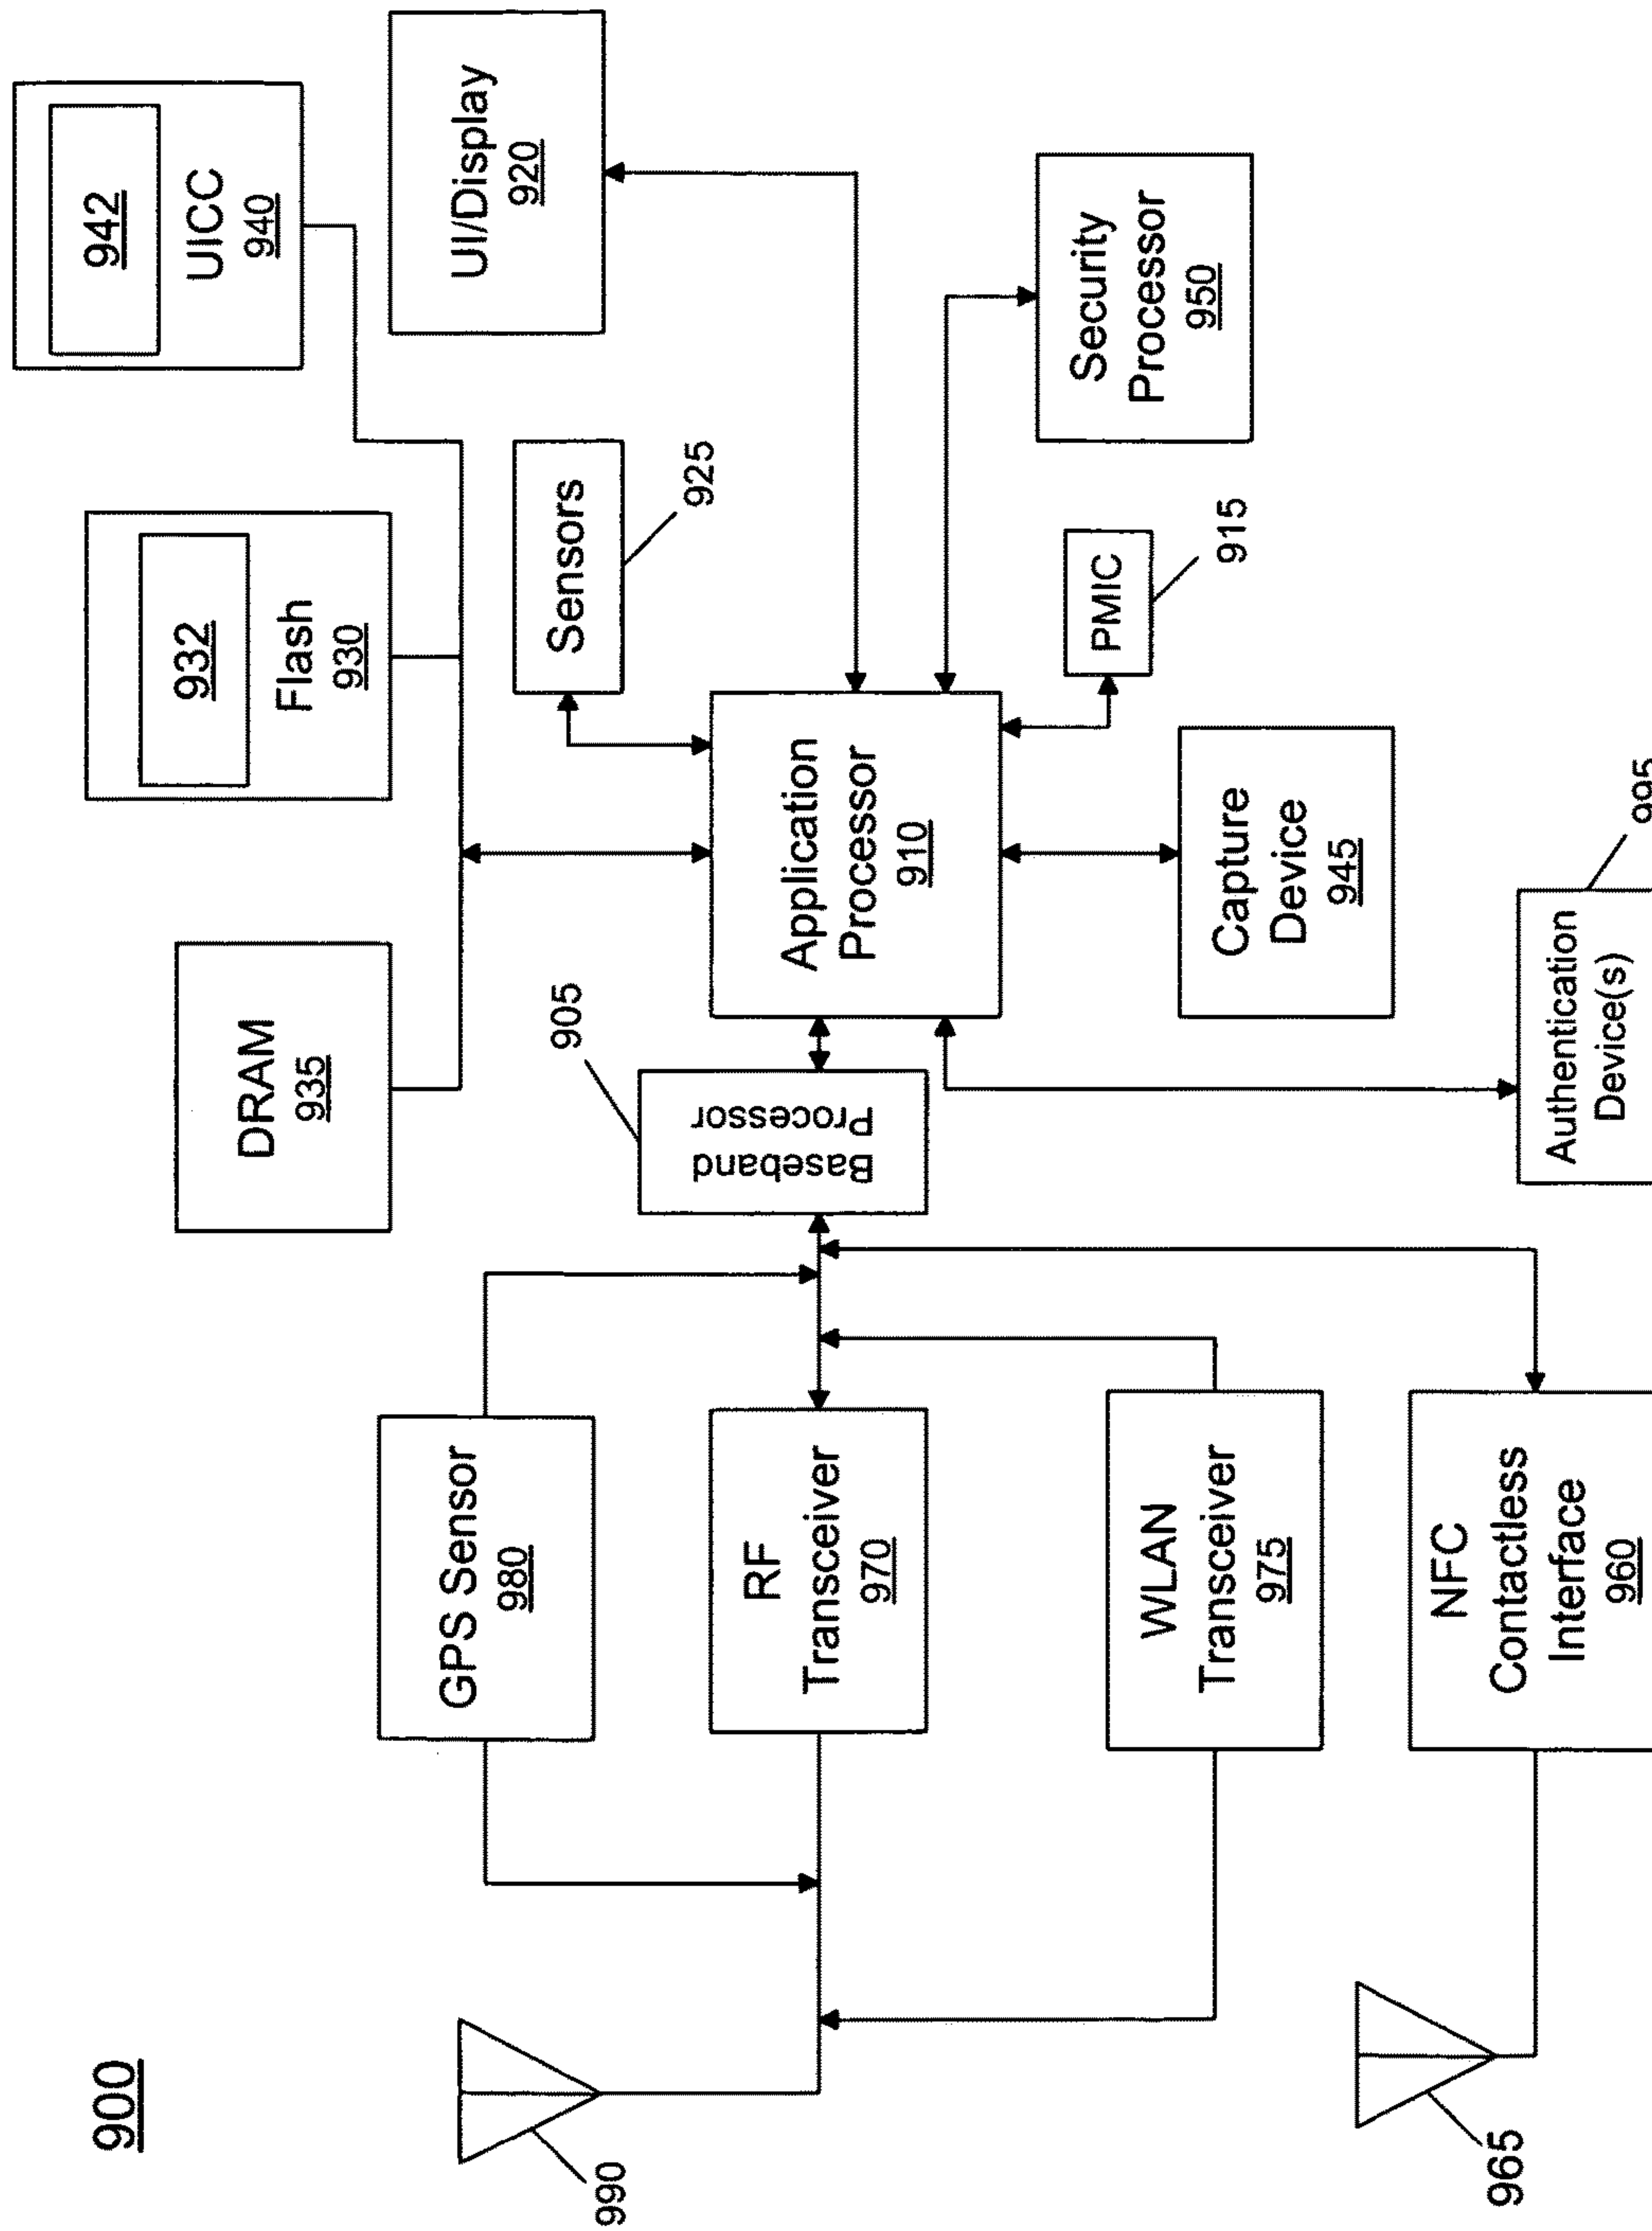 900
942
UICC
940
932
Flash
930
DRAM
935
UI/Display
920
Sensors
925
905
Baseband
Processor
Application
Processor
910
Security
Processor
950
PMIC
915
Capture
Device
945
Authentication
Device(s)
995
GPS Sensor
980
RF
Transceiver
970
WLAN
Transceiver
975
NFC
Contactless
Interface
960
990
965